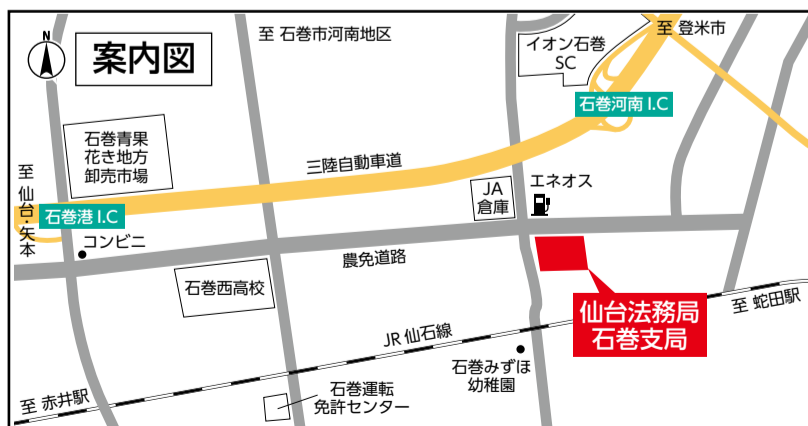 案内図
至 石巻市河南地区
至 登米市
イオン石巻
SC
石巻河南 I.C
石巻青果
花き地方
卸売市場
三陸自動車道
JA
倉庫
エネオス
至 仙台・矢本
石巻港 I.C
コンビニ
石巻西高校
農免道路
仙台法務局
石巻支局
至 蛇田駅
JR 仙石線
石巻みずほ
幼稚園
至 赤井駅
石巻運転
免許センター
N